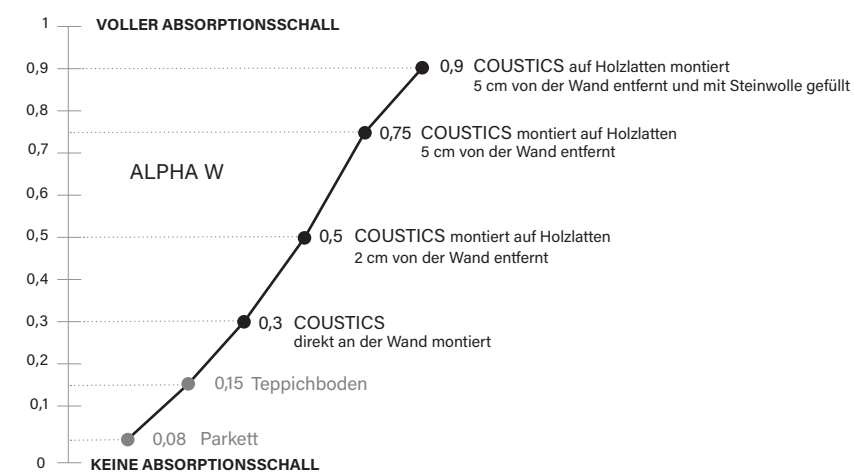 1 VOLLER ABSORPTIONSSCHALL
0,9 0,9 COUSTICS auf Holzlatten montiert
5 cm von der Wand entfernt und mit Steinwolle gefüllt
0,8
0,75 COUSTICS montiert auf Holzlatten
0,7 5 cm von der Wand entfernt
ALPHA W
0,6
0,5 0,5 COUSTICS montiert auf Holzlatten
2 cm von der Wand entfernt
0,4
0,3 0,3 COUSTICS
direkt an der Wand montiert
0,2
0,15 Teppichboden
0,1
0,08 Parkett
0 KEINE ABSORPTIONSSCHALL